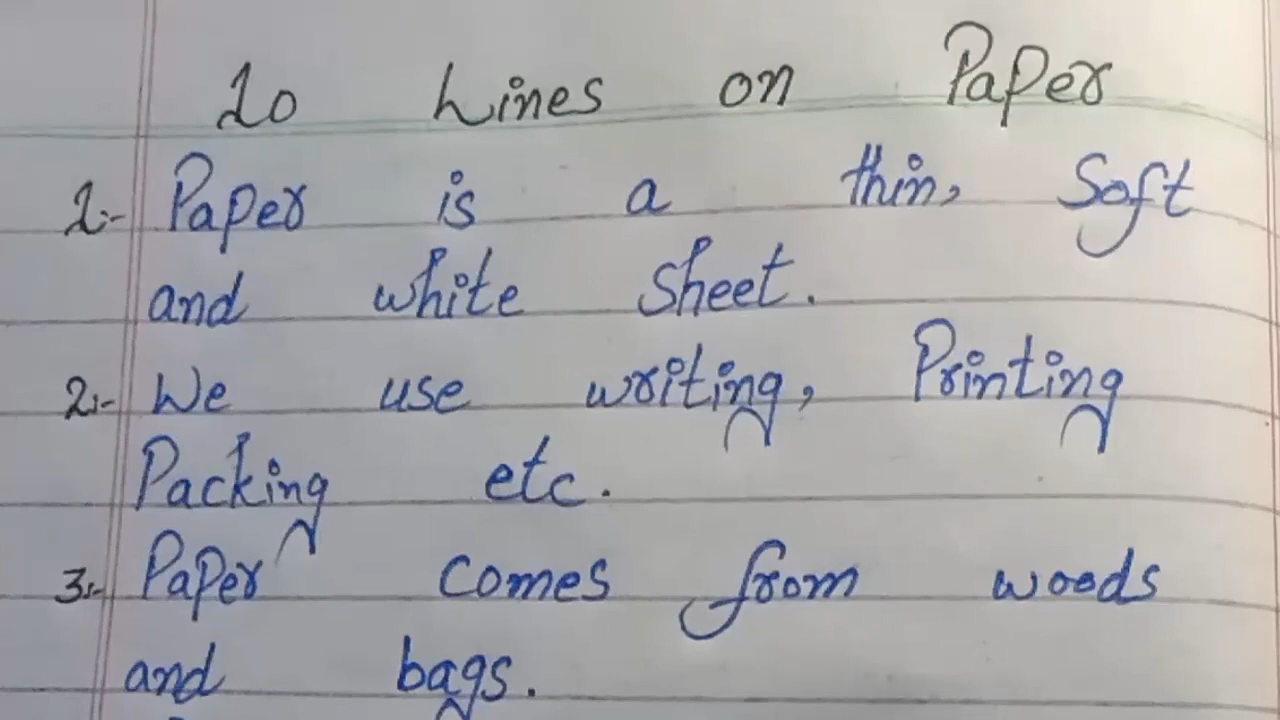 10 Lines on Paper
1:- Paper is a thin, Soft
and white sheet.
2:- We use writing, Printing
Packing etc.
3:- Paper comes from woods
and bags.